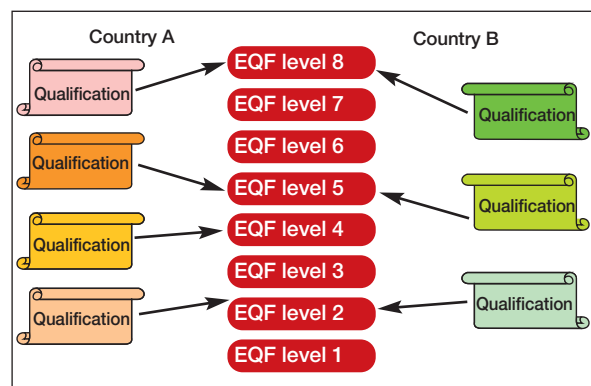 Country A
Country B
EQF level 8
Qualification
Qualification
EQF level 7
EQF level 6
Qualification
EQF level 5
Qualification
EQF level 4
Qualification
EQF level 3
Qualification
EQF level 2
Qualification
EQF level 1